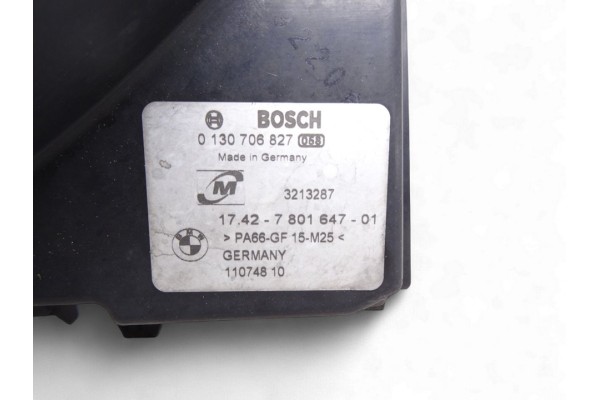 BOSCH
0 130 706 827 058
Made in Germany
M 3213287
17.42 - 7 801 647 - 01
BMW > PA66-GF 15-M25 <
GERMANY
110748 10